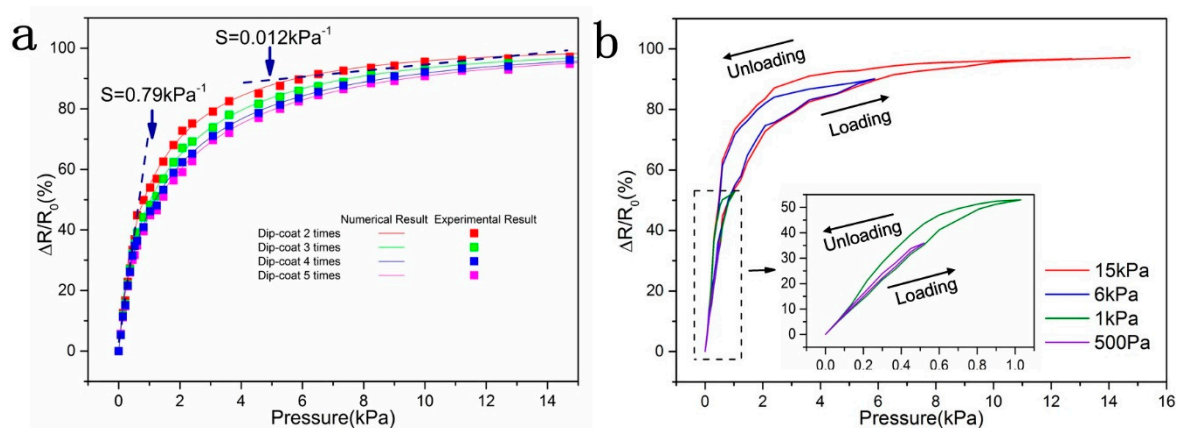 a
S=0.012kPa⁻¹
S=0.79kPa⁻¹
ΔR/R₀(%)
100
80
60
40
20
0
Numerical Result Experimental Result
Dip-coat 2 times
Dip-coat 3 times
Dip-coat 4 times
Dip-coat 5 times
0 2 4 6 8 10 12 14
Pressure(kPa)
b
Unloading
Loading
ΔR/R₀(%)
100
80
60
40
20
0
50
40
30
20
10
0
Unloading
Loading
0.0 0.2 0.4 0.6 0.8 1.0
15kPa
6kPa
1kPa
500Pa
0 2 4 6 8 10 12 14 16
Pressure(kPa)